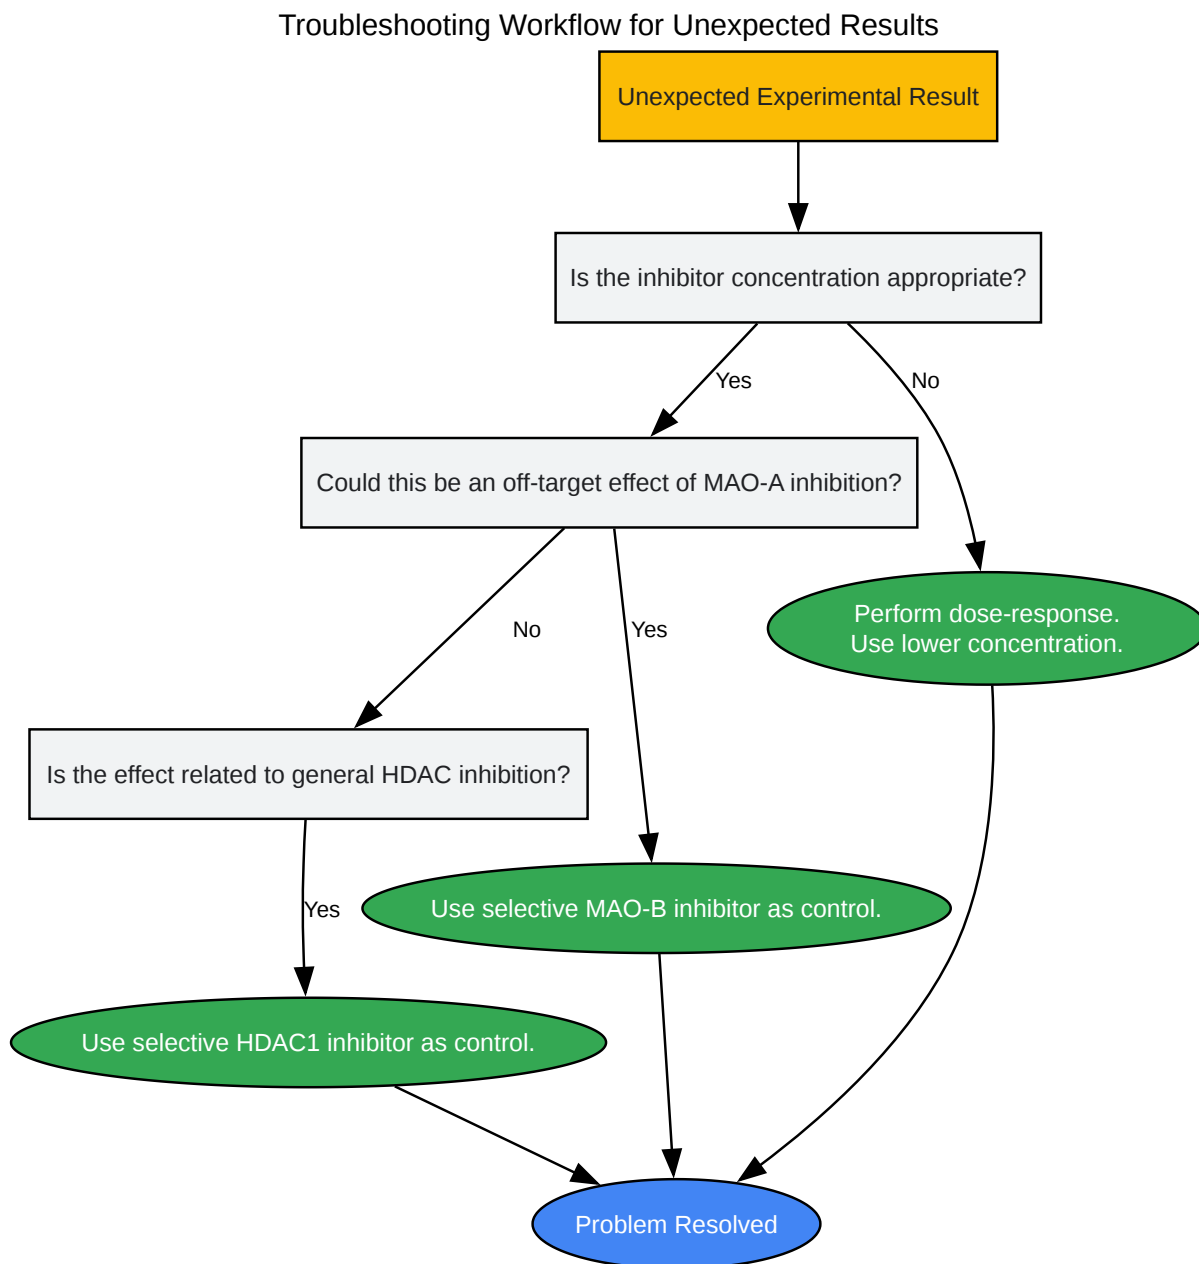 Troubleshooting Workflow for Unexpected Results
Unexpected Experimental Result
Is the inhibitor concentration appropriate?
Yes
No
Could this be an off-target effect of MAO-A inhibition?
No
Yes
Perform dose-response.
Use lower concentration.
Is the effect related to general HDAC inhibition?
Yes
Use selective MAO-B inhibitor as control.
Use selective HDAC1 inhibitor as control.
Problem Resolved